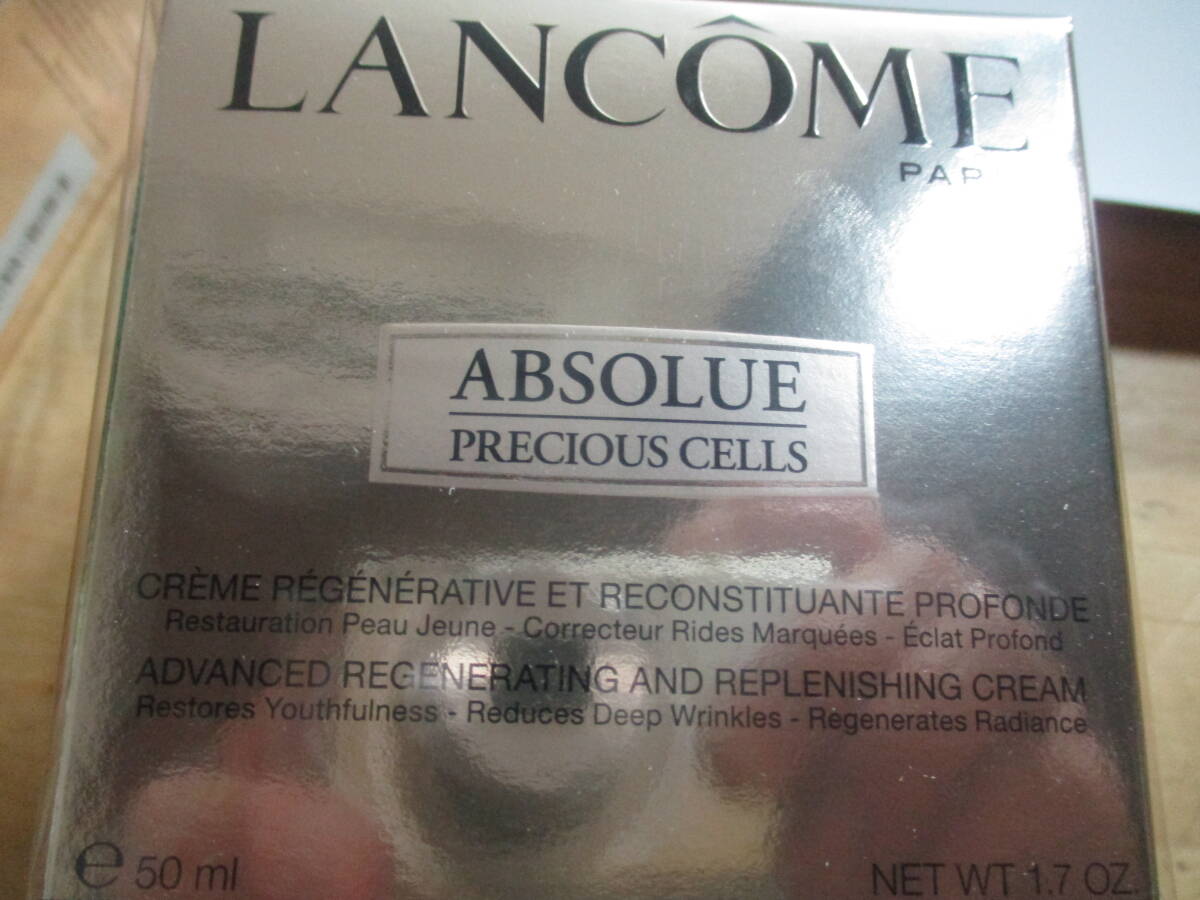 LANCÔME
PAR
ABSOLUE
PRECIOUS CELLS
CRÈME RÉGÉNÉRATIVE ET RECONSTITUANTE PROFONDE
Restauration Peau Jeune - Correcteur Rides Marquées - Éclat Profond
ADVANCED REGENERATING AND REPLENISHING CREAM
Restores Youthfulness - Reduces Deep Wrinkles - Regenerates Radiance
℮ 50 ml
NET WT 1.7 OZ.